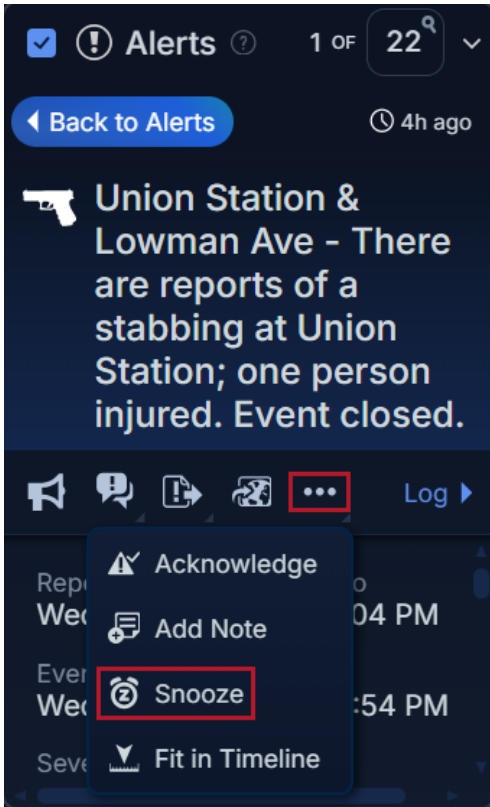 Alerts ? 1 OF 22
Back to Alerts 4h ago
Union Station &
Lowman Ave - There
are reports of a
stabbing at Union
Station; one person
injured. Event closed.
Log
Acknowledge
04 PM
Add Note
Snooze
:54 PM
Fit in Timeline